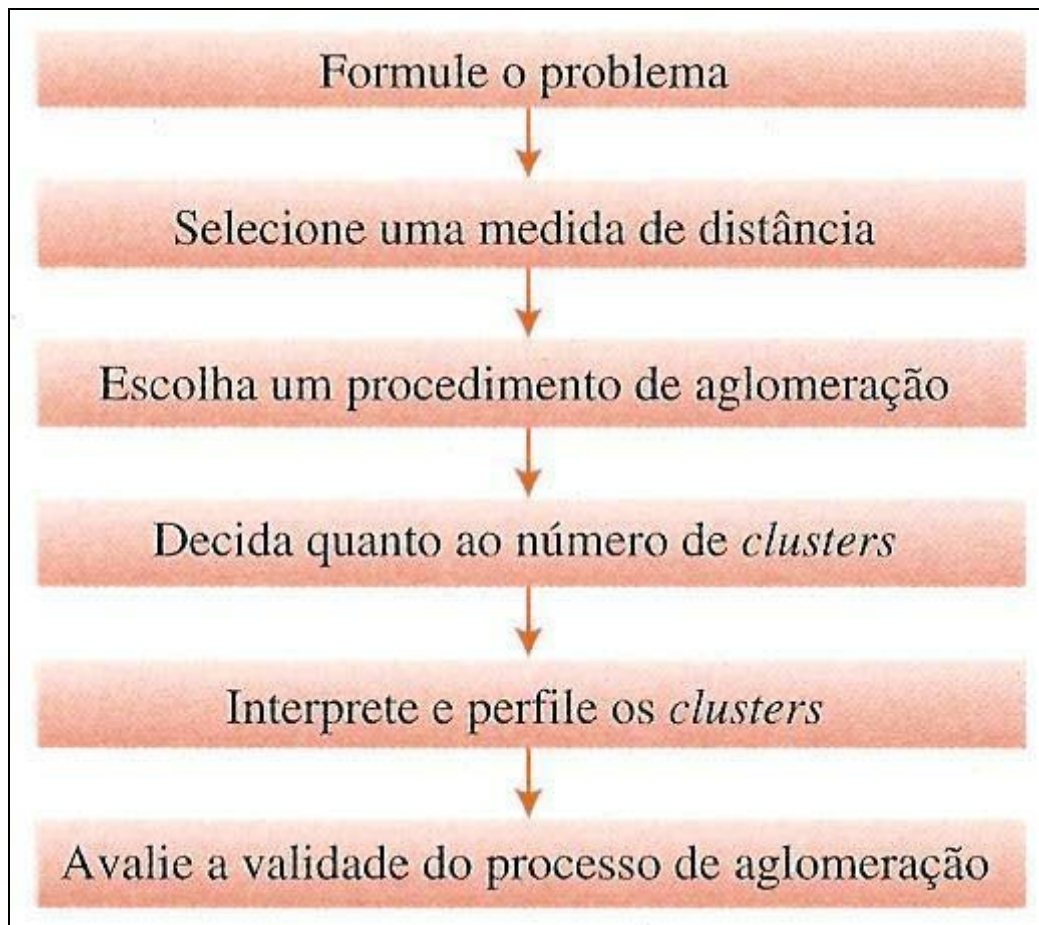 Formule o problema
Selecione uma medida de distância
Escolha um procedimento de aglomeração
Decida quanto ao número de clusters
Interprete e perfile os clusters
Avalie a validade do processo de aglomeração